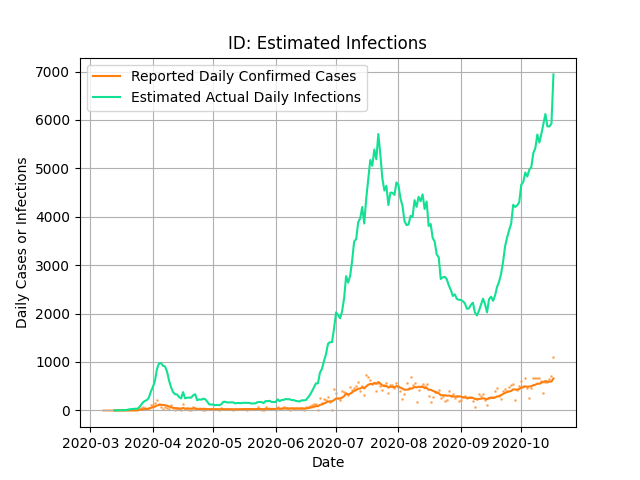 ID: Estimated Infections
Reported Daily Confirmed Cases
Estimated Actual Daily Infections
7000
6000
5000
4000
3000
2000
1000
0
Daily Cases or Infections
2020-03 2020-04 2020-05 2020-06 2020-07 2020-08 2020-09 2020-10
Date